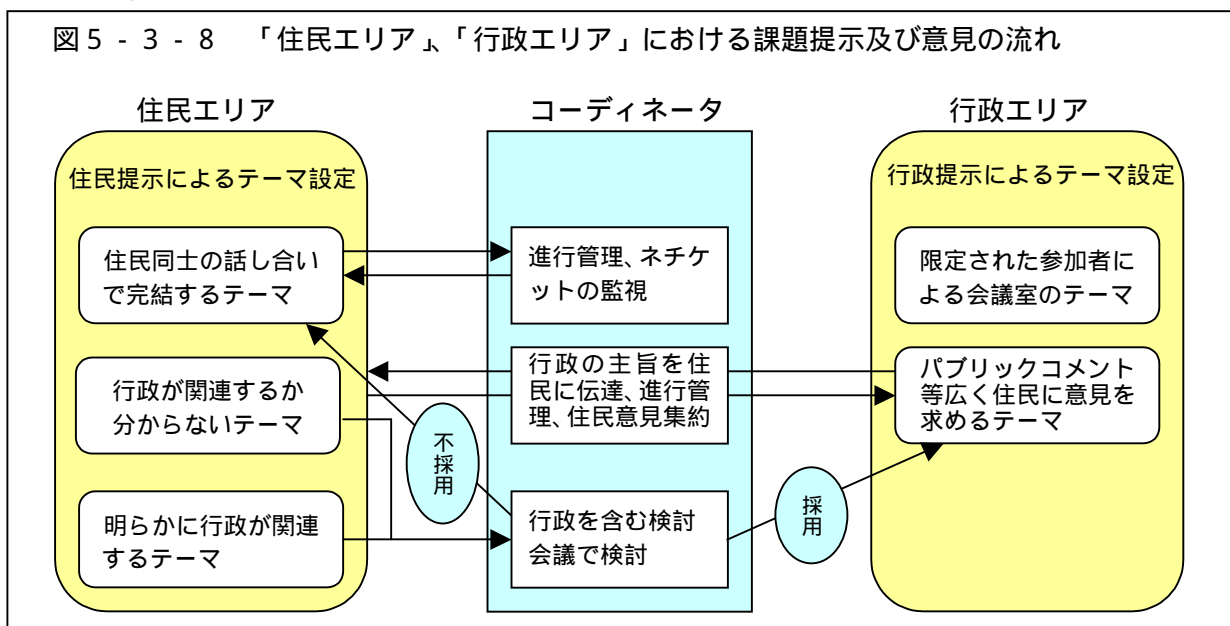 図5-3-8 「住民エリア」、「行政エリア」における課題提示及び意見の流れ
住民エリア
コーディネータ
行政エリア
住民提示によるテーマ設定
行政提示によるテーマ設定
住民同士の話し合い
で完結するテーマ
進行管理、ネチケ
ットの監視
限定された参加者に
よる会議室のテーマ
行政が関連するか
分からないテーマ
行政の主旨を住
民に伝達、進行管
理、住民意見集約
パブリックコメント
等広く住民に意見を
求めるテーマ
不採用
採用
明らかに行政が関連
するテーマ
行政を含む検討
会議で検討